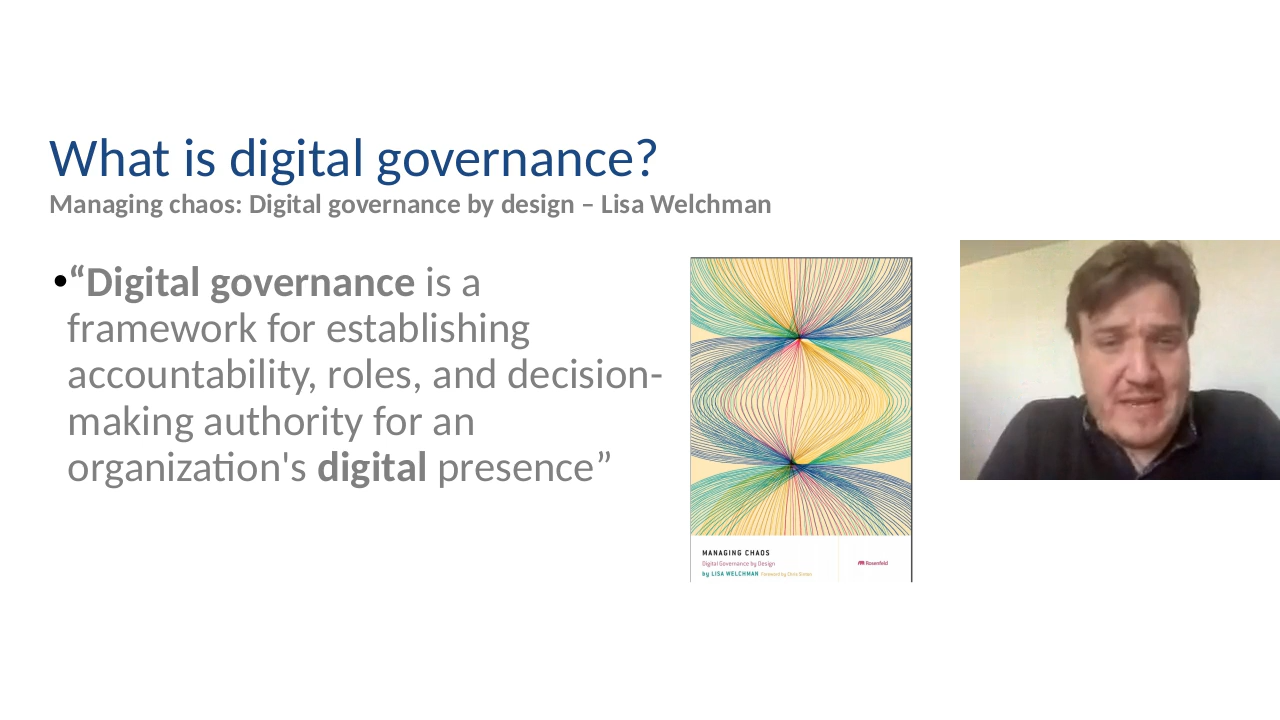 What is digital governance?
Managing chaos: Digital governance by design – Lisa Welchman
•“Digital governance is a
framework for establishing
accountability, roles, and decision-
making authority for an
organization's digital presence”
MANAGING CHAOS
Digital Governance by Design
by LISA WELCHMAN
Rosenfeld